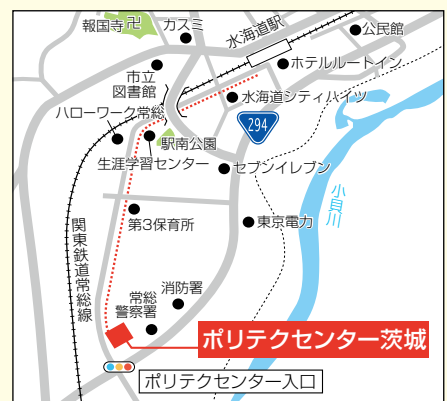 報国寺
カスミ
水海道駅
公民館
市立
図書館
ホテルルートイン
水海道シティハイツ
ハローワーク常総
294
駅南公園
生涯学習センター
セブンイレブン
小貝川
第3保育所
東京電力
関東鉄道常総線
消防署
常総
警察署
ポリテクセンター茨城
ポリテクセンター入口